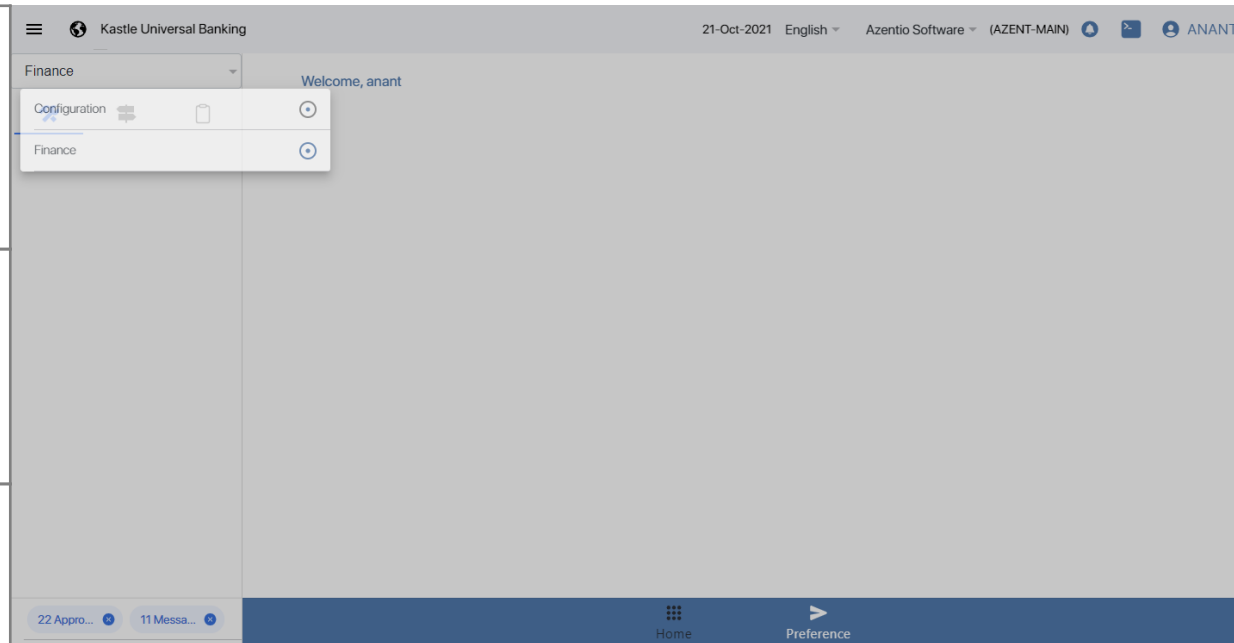 Kastle Universal Banking 21-Oct-2021 English Azentio Software (AZENT-MAIN) ANANT
Finance
Welcome, anant
Configuration
Finance
22 Appro... 11 Messa...
Home Preference